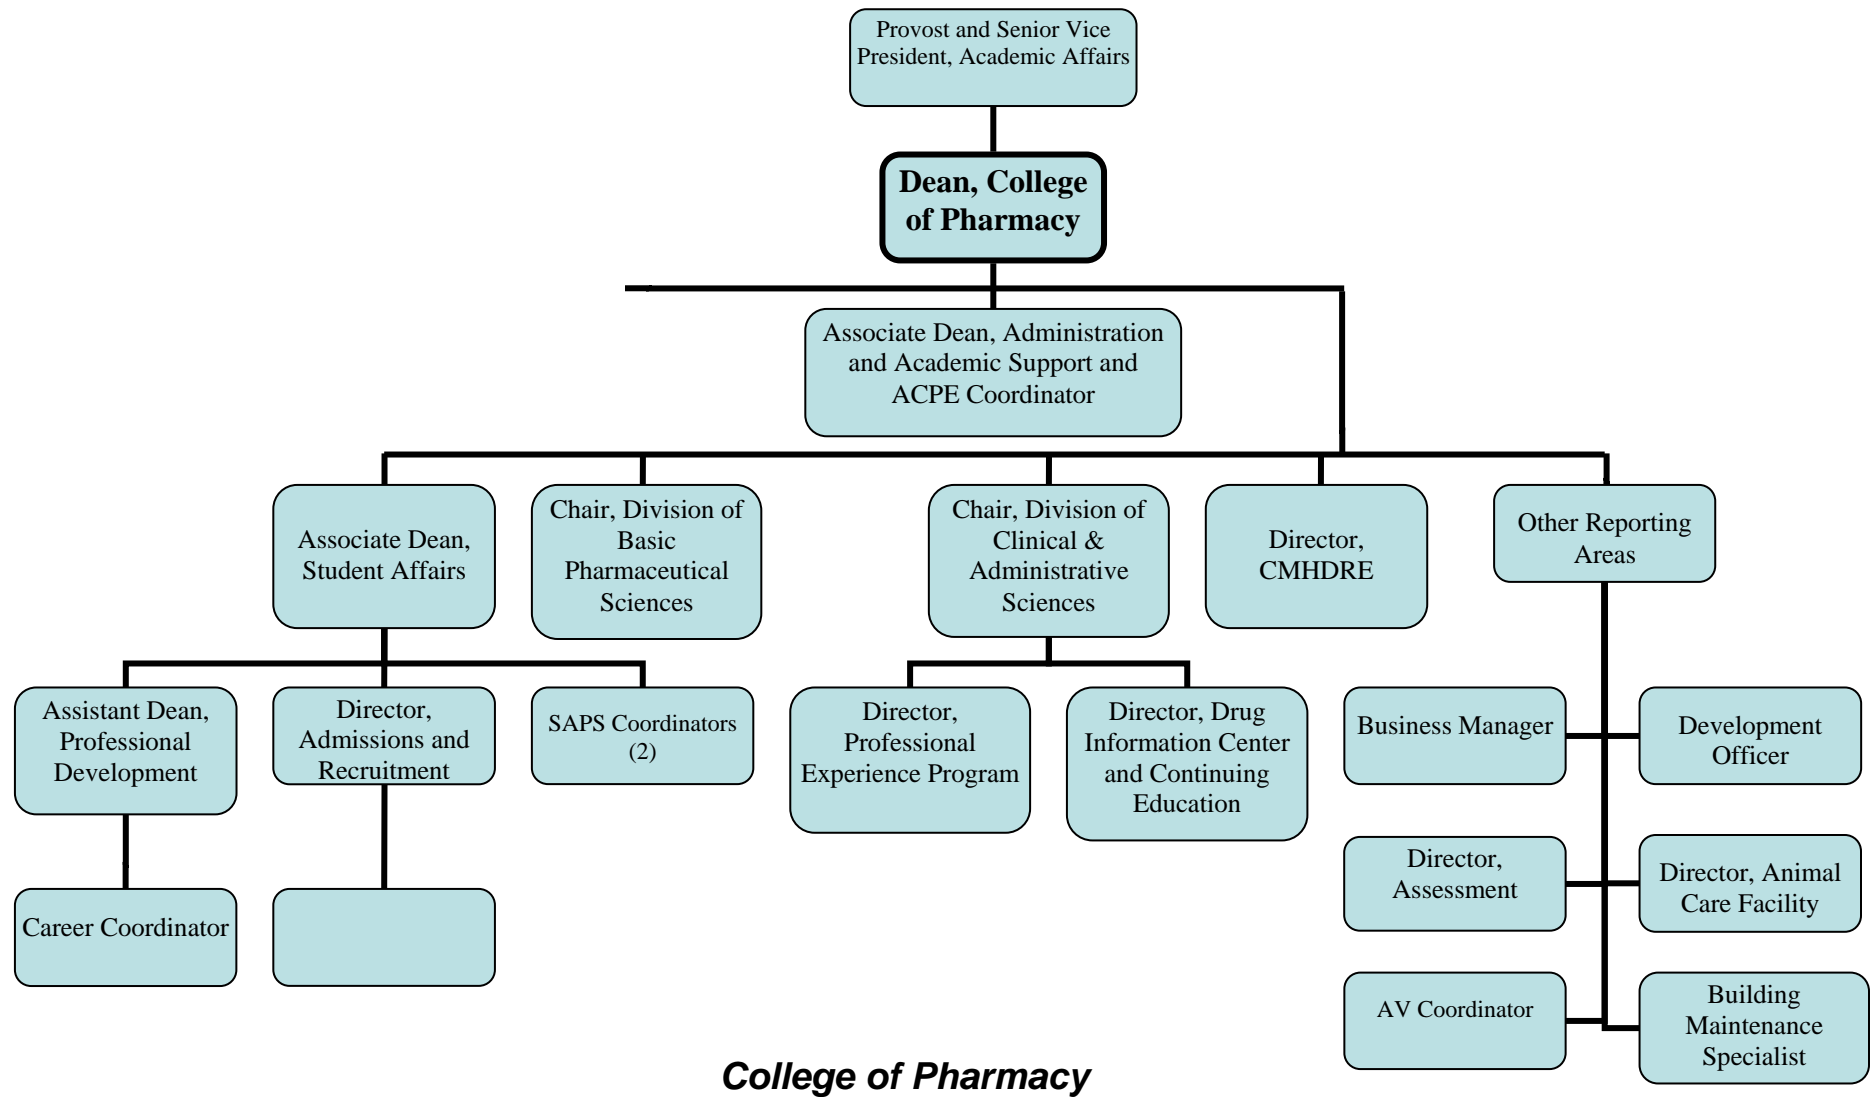 Provost and Senior Vice
President, Academic Affairs
Dean, College
of Pharmacy
Associate Dean, Administration
and Academic Support and
ACPE Coordinator
Associate Dean,
Student Affairs
Chair, Division of
Basic
Pharmaceutical
Sciences
Chair, Division of
Clinical &
Administrative
Sciences
Director,
CMHDRE
Other Reporting
Areas
Assistant Dean,
Professional
Development
Director,
Admissions and
Recruitment
SAPS Coordinators
(2)
Director,
Professional
Experience Program
Director, Drug
Information Center
and Continuing
Education
Business Manager
Development
Officer
Career Coordinator
Director,
Assessment
Director, Animal
Care Facility
AV Coordinator
Building
Maintenance
Specialist
College of Pharmacy